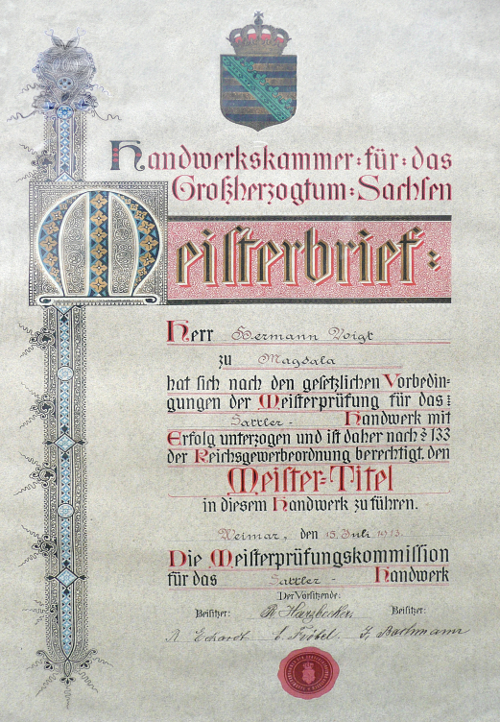 Handwerkskammer für das
Großherzogtum Sachsen
Meisterbrief
Herr Hermann Voigt
zu Magdala
hat sich nach den gesetzlichen Vorbedin-
gungen der Meisterprüfung für das
Sattler- Handwerk mit
Erfolg unterzogen und ist daher nach § 133
der Reichsgewerbeordnung berechtigt, den
Meister-Titel
in diesem Handwerk zu führen.
Weimar, den 15. Juli 1913.
Die Meisterprüfungskommission
für das Sattler- Handwerk
Der Vorsitzende:
Beisitzer: Beisitzer:
Bachmann